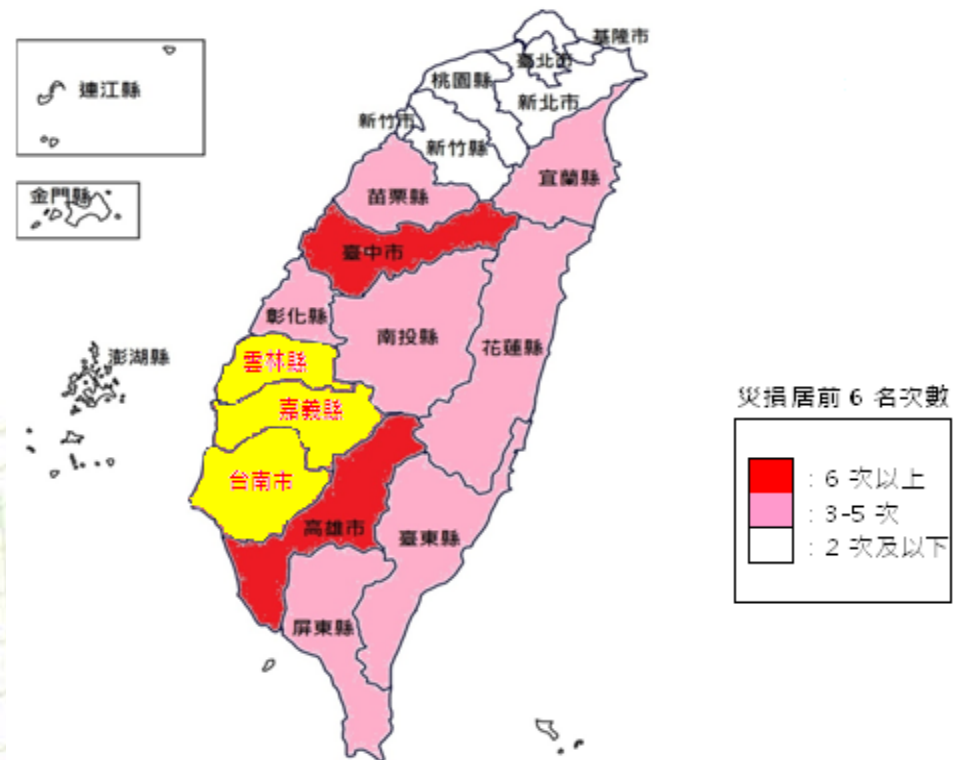 基隆市
臺北市
桃園縣
新北市
連江縣
新竹市
新竹縣
宜蘭縣
苗栗縣
金門縣
臺中市
彰化縣
南投縣
花蓮縣
澎湖縣
雲林縣
嘉義縣
台南市
高雄市
臺東縣
屏東縣
災損居前 6 名次數
: 6 次以上
: 3-5 次
: 2 次及以下